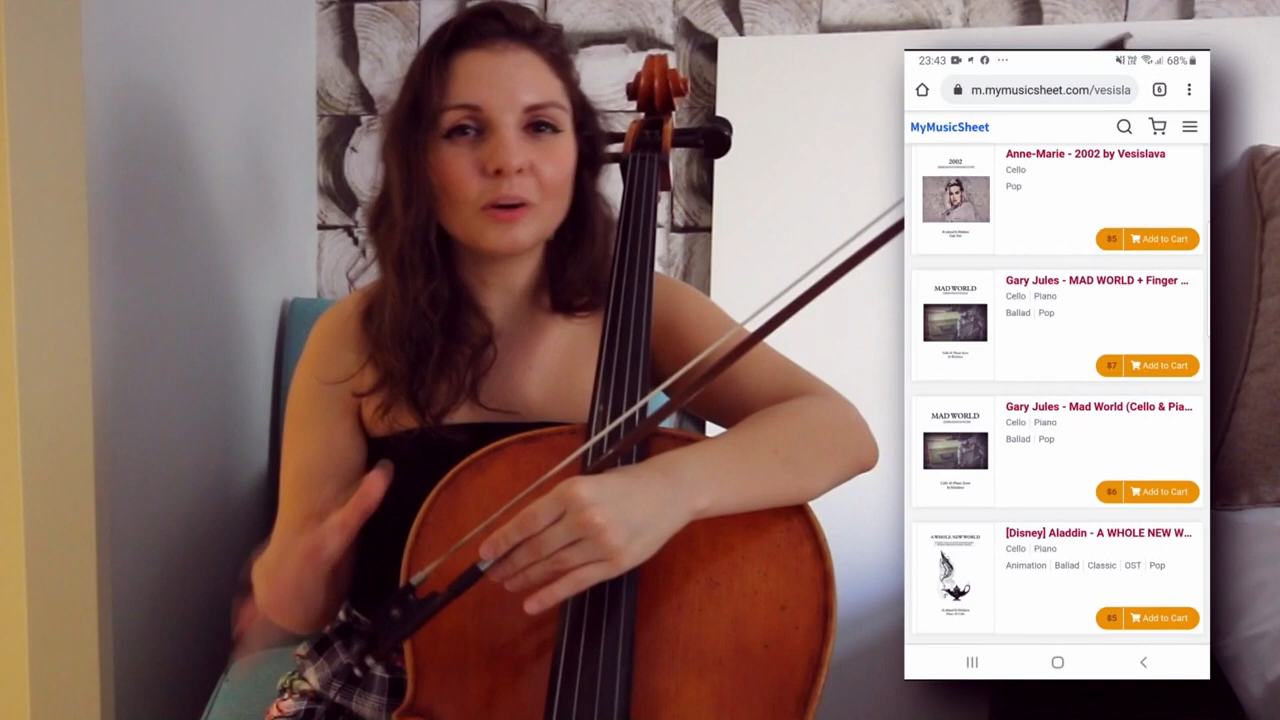 23:43
68%
m.mymusicsheet.com/vesisla
6
MyMusicSheet
2002
Anne-Marie - 2002 by Vesislava
Cello
Pop
$5 Add to Cart
MAD WORLD
Gary Jules - MAD WORLD + Finger ...
Cello Piano
Ballad Pop
$7 Add to Cart
MAD WORLD
Gary Jules - Mad World (Cello & Pia...
Cello Piano
Ballad Pop
$6 Add to Cart
A WHOLE NEW WORLD
[Disney] Aladdin - A WHOLE NEW W...
Cello Piano
Animation Ballad Classic OST Pop
$5 Add to Cart